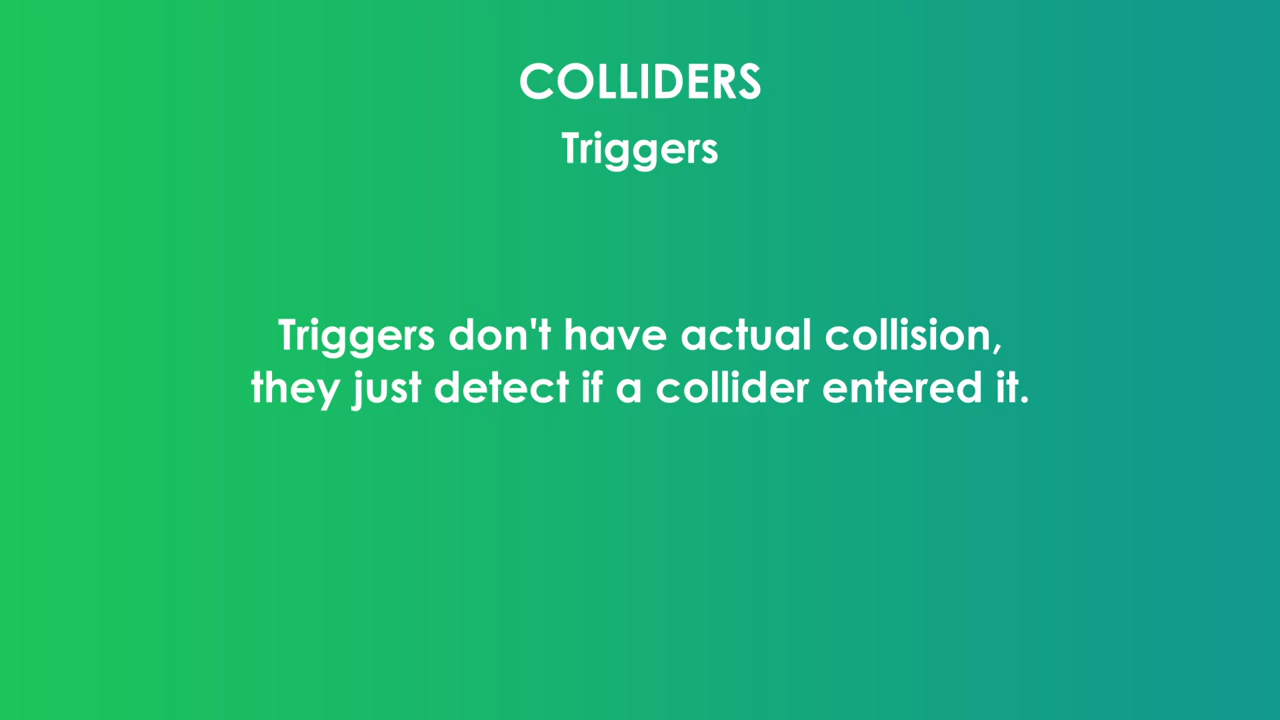 COLLIDERS
Triggers
Triggers don't have actual collision,
they just detect if a collider entered it.